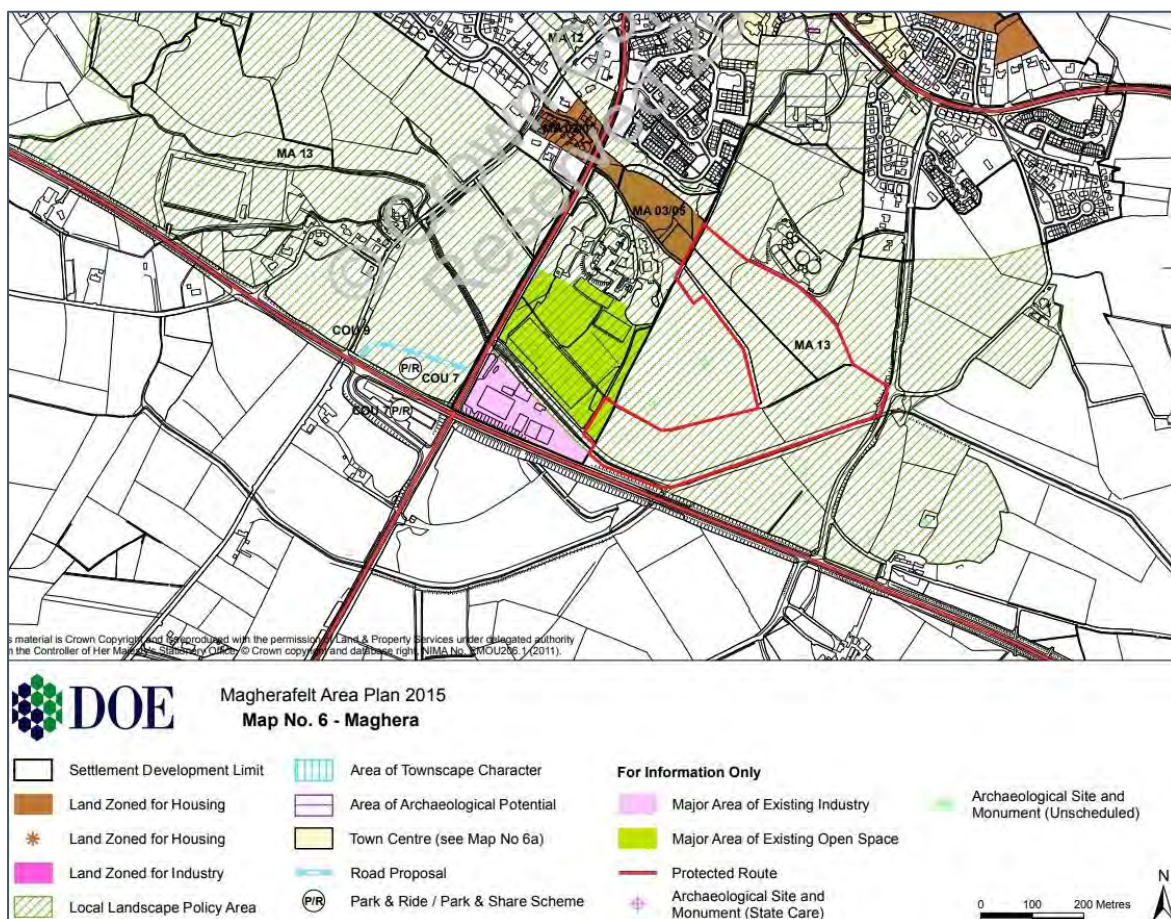 MA 12
MA 13
MA 03/05
MA 13
COU 9
P/R
COU 7
COU 7(P/R)
s material is Crown Copyright and is reproduced with the permission of Land & Property Services under delegated authority
m the Controller of Her Majesty's Stationery Office, © Crown copyright and database right NIMA No. EMOU206.1 (2011).
DOE
Magherafelt Area Plan 2015
Map No. 6 - Maghera
Settlement Development Limit
Land Zoned for Housing
Land Zoned for Housing
Land Zoned for Industry
Local Landscape Policy Area
Area of Townscape Character
Area of Archaeological Potential
Town Centre (see Map No 6a)
Road Proposal
P/R
Park & Ride / Park & Share Scheme
For Information Only
Major Area of Existing Industry
Major Area of Existing Open Space
Protected Route
Archaeological Site and
Monument (State Care)
Archaeological Site and
Monument (Unscheduled)
N
0 100 200 Metres